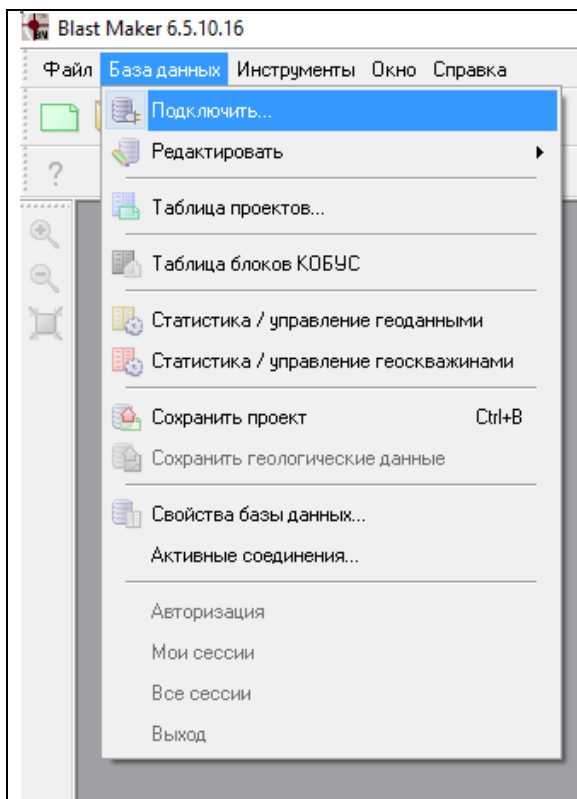 Blast Maker 6.5.10.16
Файл База данных Инструменты Окно Справка
Подключить...
Редактировать
?
Таблица проектов...
Таблица блоков КОБУС
Статистика / управление геоданными
Статистика / управление геоскважинами
Сохранить проект Ctrl+B
Сохранить геологические данные
Свойства базы данных...
Активные соединения...
Авторизация
Мои сессии
Все сессии
Выход